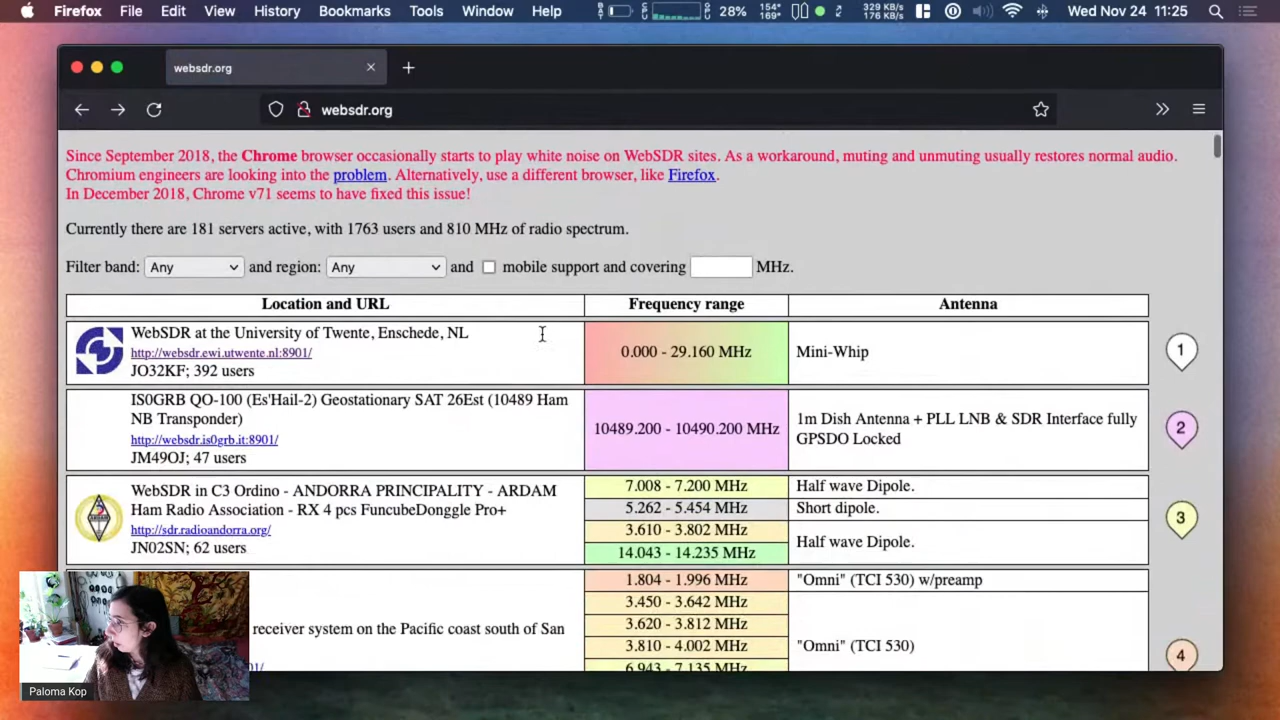 Firefox File Edit View History Bookmarks Tools Window Help 28% 154° 169° 329 KB/s 176 KB/s Wed Nov 24 11:25
websdr.org
websdr.org
Since September 2018, the Chrome browser occasionally starts to play white noise on WebSDR sites. As a workaround, muting and unmuting usually restores normal audio.
Chromium engineers are looking into the problem. Alternatively, use a different browser, like Firefox.
In December 2018, Chrome v71 seems to have fixed this issue!
Currently there are 181 servers active, with 1763 users and 810 MHz of radio spectrum.
Filter band: Any and region: Any and mobile support and covering MHz.
Location and URL Frequency range Antenna
WebSDR at the University of Twente, Enschede, NL
http://websdr.ewi.utwente.nl:8901/
JO32KF; 392 users
0.000 - 29.160 MHz
Mini-Whip
1
IS0GRB QO-100 (Es'Hail-2) Geostationary SAT 26Est (10489 Ham
NB Transponder)
http://websdr.is0grb.it:8901/
JM49OJ; 47 users
10489.200 - 10490.200 MHz
1m Dish Antenna + PLL LNB & SDR Interface fully
GPSDO Locked
2
WebSDR in C3 Ordino - ANDORRA PRINCIPALITY - ARDAM
Ham Radio Association - RX 4 pcs FuncubeDonggle Pro+
http://sdr.radioandorra.org/
JN02SN; 62 users
7.008 - 7.200 MHz
Half wave Dipole.
5.262 - 5.454 MHz
Short dipole.
3.610 - 3.802 MHz
14.043 - 14.235 MHz
Half wave Dipole.
3
receiver system on the Pacific coast south of San
1.804 - 1.996 MHz
"Omni" (TCI 530) w/preamp
3.450 - 3.642 MHz
3.620 - 3.812 MHz
3.810 - 4.002 MHz
6.943 - 7.135 MHz
"Omni" (TCI 530)
4
Paloma Kop